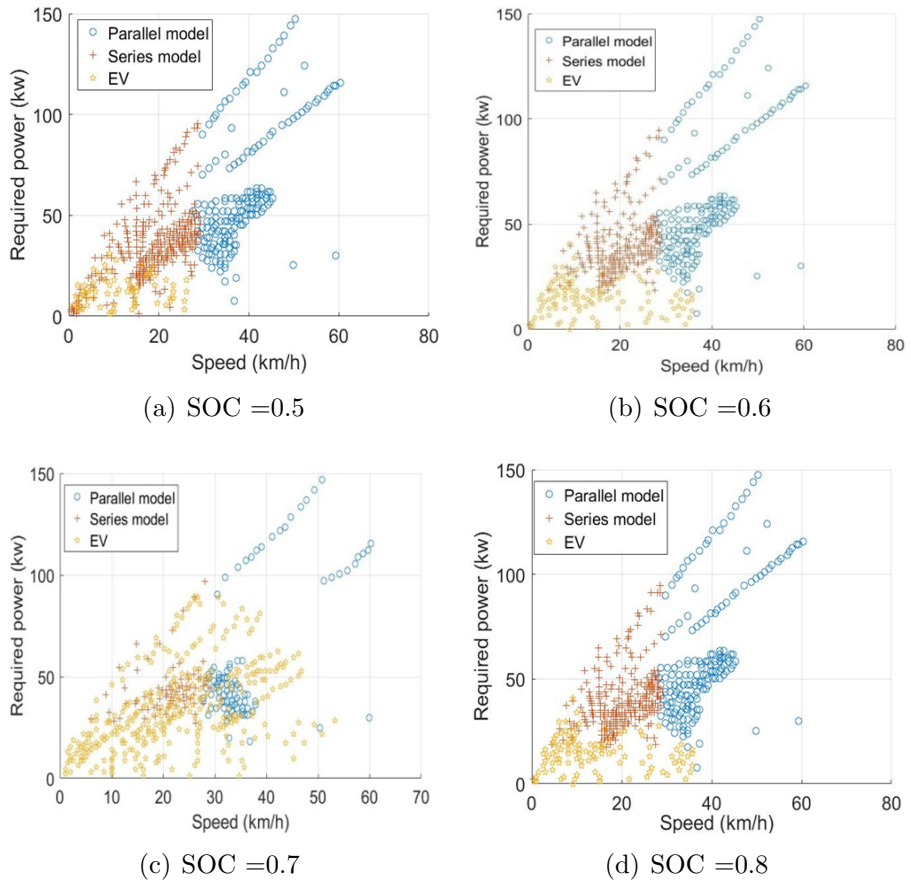 150
100
50
0
Required power (kw)
Parallel model
Series model
EV
0 20 40 60 80
Speed (km/h)
(a) SOC =0.5
150
100
50
0
Required power (kw)
Parallel model
Series model
EV
0 20 40 60 80
Speed (km/h)
(b) SOC =0.6
150
100
50
0
Required power (kw)
Parallel model
Series model
EV
0 10 20 30 40 50 60 70
Speed (km/h)
(c) SOC =0.7
150
100
50
0
Required power (kw)
Parallel model
Series model
EV
0 20 40 60 80
Speed (km/h)
(d) SOC =0.8